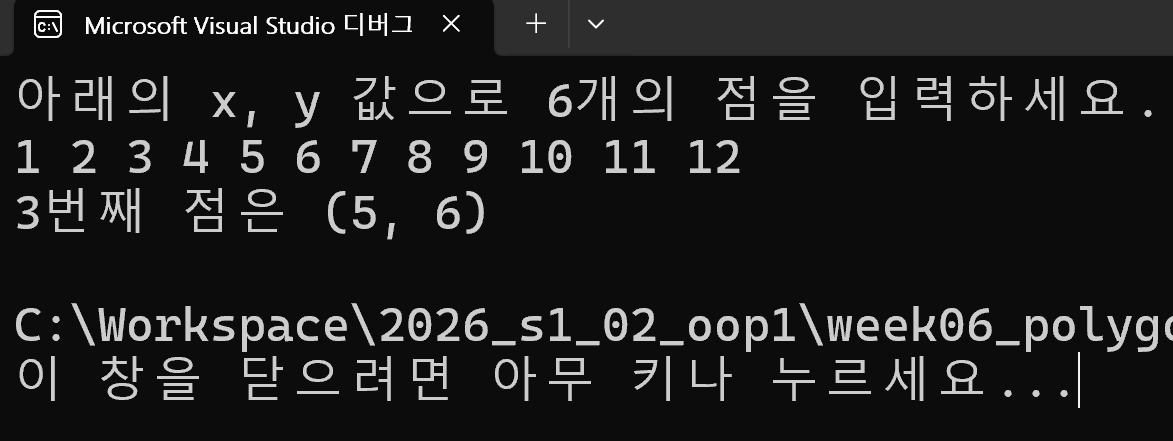 Microsoft Visual Studio 디버그
아래의 x, y 값으로 6개의 점을 입력하세요.
1 2 3 4 5 6 7 8 9 10 11 12
3번째 점은 (5, 6)
C:\Workspace\2026_s1_02_oop1\week06_polygo
이 창을 닫으려면 아무 키나 누르세요...